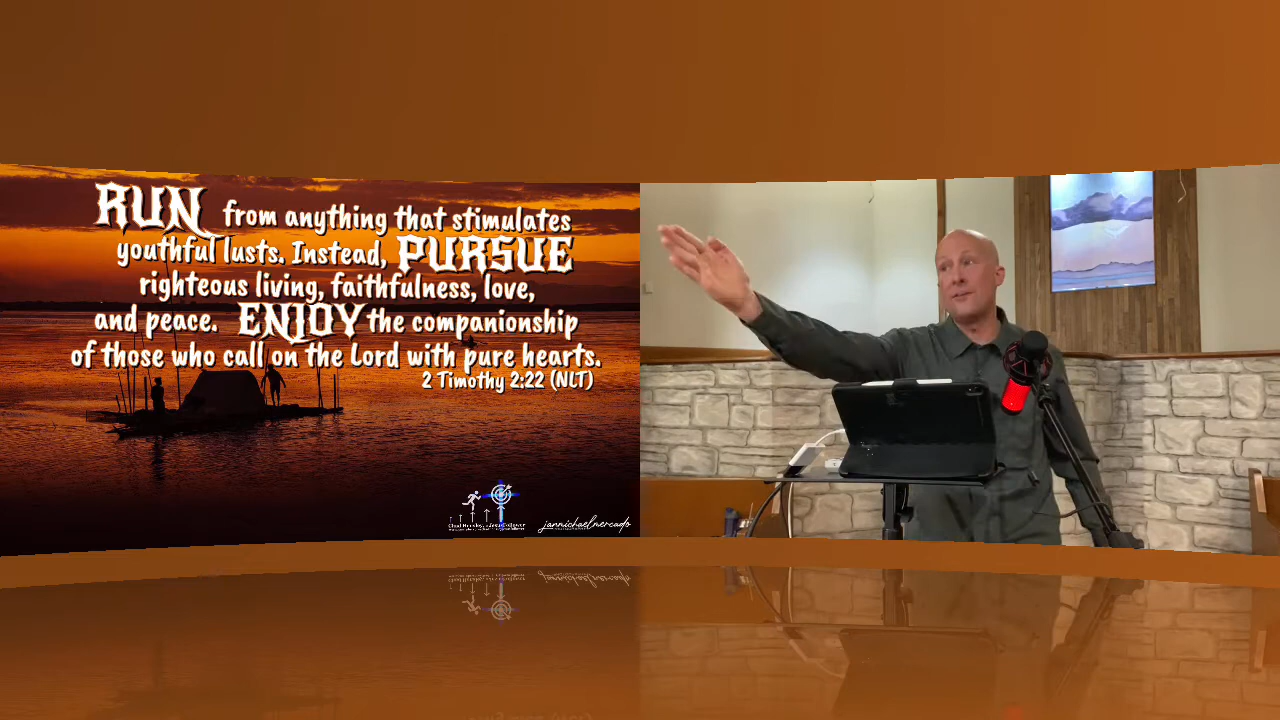 RUN from anything that stimulates
youthful lusts. Instead, PURSUE
righteous living, faithfulness, love,
and peace. ENJOY the companionship
of those who call on the Lord with pure hearts.
2 Timothy 2:22 (NLT)
janmichaelmercado